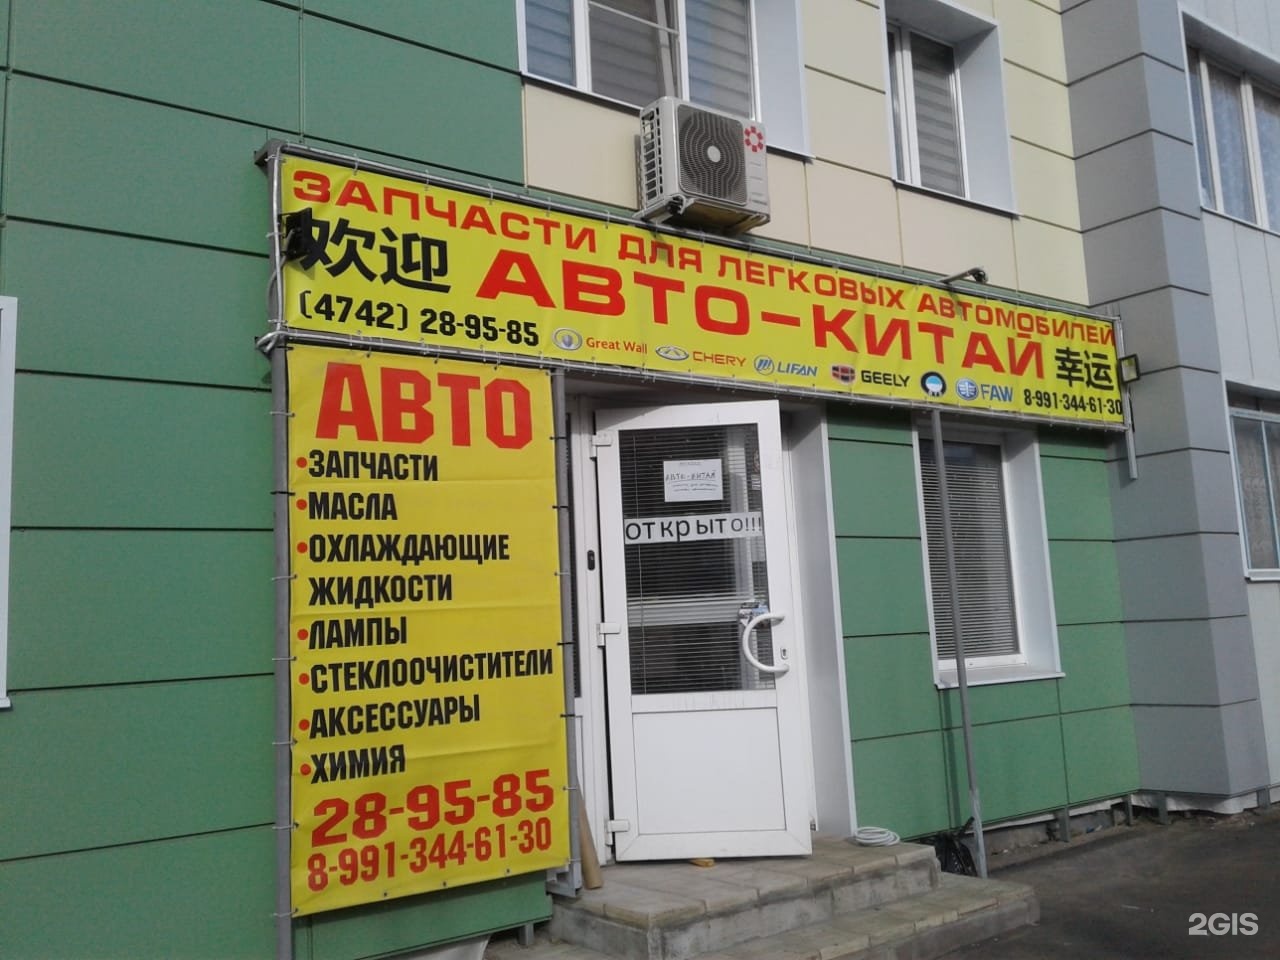 ЗАПЧАСТИ ДЛЯ ЛЕГКОВЫХ АВТОМОБИЛЕЙ
欢迎 АВТО-КИТАЙ 幸运
(4742) 28-95-85 Great Wall CHERY LIFAN GEELY FAW 8-991-344-61-30
АВТО
•ЗАПЧАСТИ
•МАСЛА
•ОХЛАЖДАЮЩИЕ
ЖИДКОСТИ
•ЛАМПЫ
•СТЕКЛООЧИСТИТЕЛИ
•АКСЕССУАРЫ
•ХИМИЯ
28-95-85
8-991-344-61-30
АВТО-КИТАЙ
ОТКРЫТО!!!
2GIS